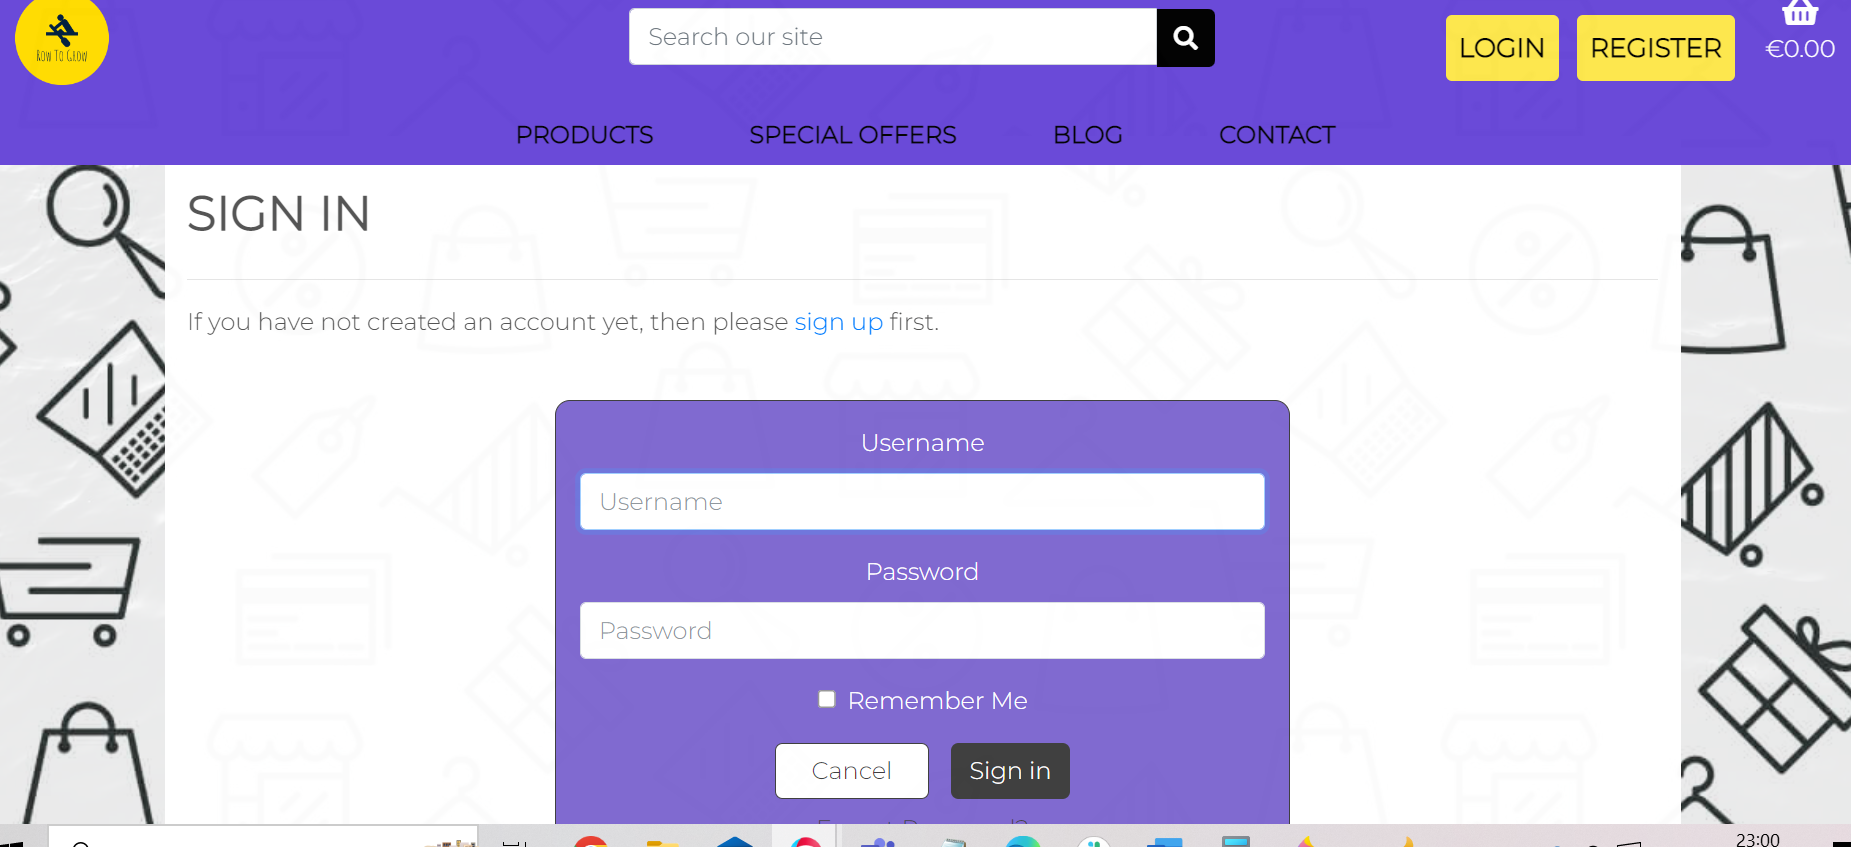 Row To Grow
Search our site
LOGIN
REGISTER
€0.00
PRODUCTS
SPECIAL OFFERS
BLOG
CONTACT
SIGN IN
If you have not created an account yet, then please sign up first.
Username
Username
Password
Password
Remember Me
Cancel
Sign in
23:00